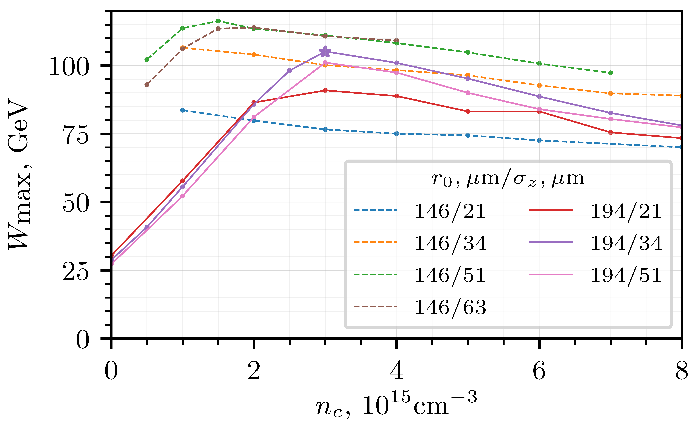 100
75
50
25
0
W_max, GeV
r_0, μm/σ_z, μm
146/21 194/21
146/34 194/34
146/51 194/51
146/63
0 2 4 6 8
n_c, 10^15 cm^−3